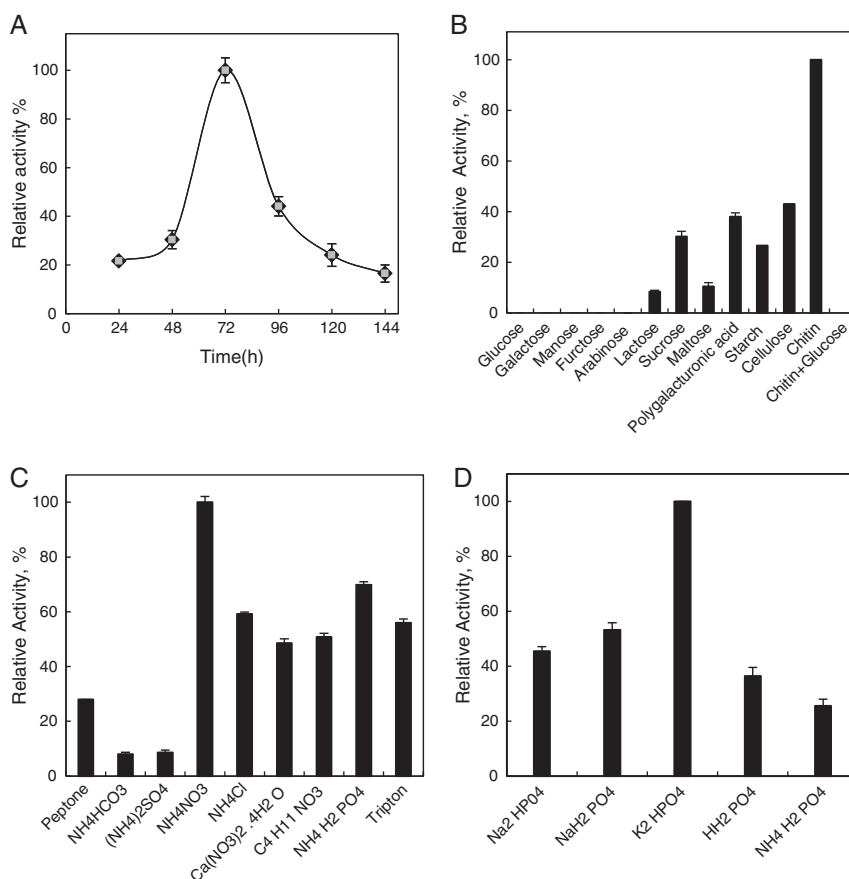 A
Relative activity %
100
80
60
40
20
0
0 24 48 72 96 120 144
Time(h)
B
Relative Activity, %
100
80
60
40
20
0
Glucose
Galactose
Manose
Furctose
Arabinose
Lactose
Sucrose
Maltose
Polygalacturonic acid
Starch
Cellulose
Chitin
Chitin+Glucose
C
Relative Activity, %
100
80
60
40
20
0
Peptone
NH4HCO3
(NH4)2SO4
NH4NO3
NH4Cl
Ca(NO3)2 . 4H2 O
C4 H11 NO3
NH4 H2 PO4
Tripton
D
Relative Activity, %
100
80
60
40
20
0
Na2 HP04
NaH2 PO4
K2 HPO4
HH2 PO4
NH4 H2 PO4